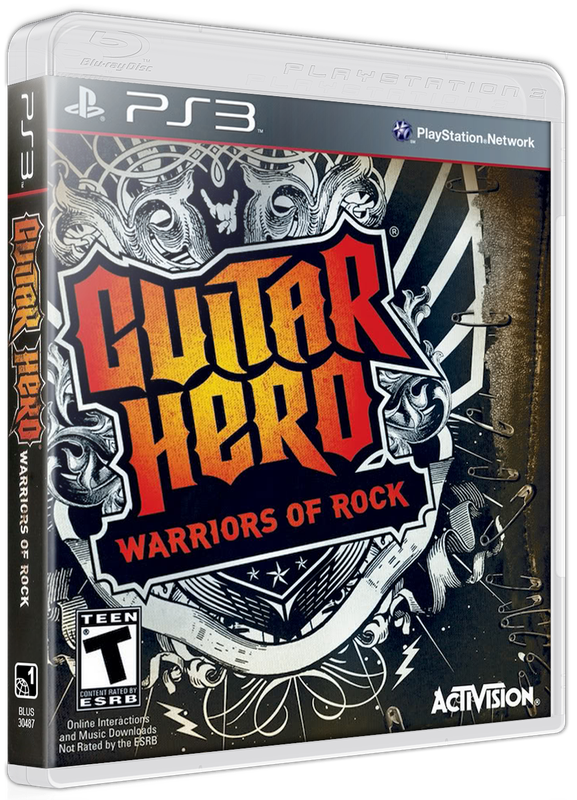 Blu-ray Disc
PLAYSTATION 3
PS3
PlayStation®Network
GUITAR
HERO
®
WARRIORS OF ROCK
TEEN
T
CONTENT RATED BY
ESRB
Online Interactions
and Music Downloads
Not Rated by the ESRB
ACTIVISION®
PS3
GUITAR HERO
WARRIORS OF ROCK
1
BLUS
30487